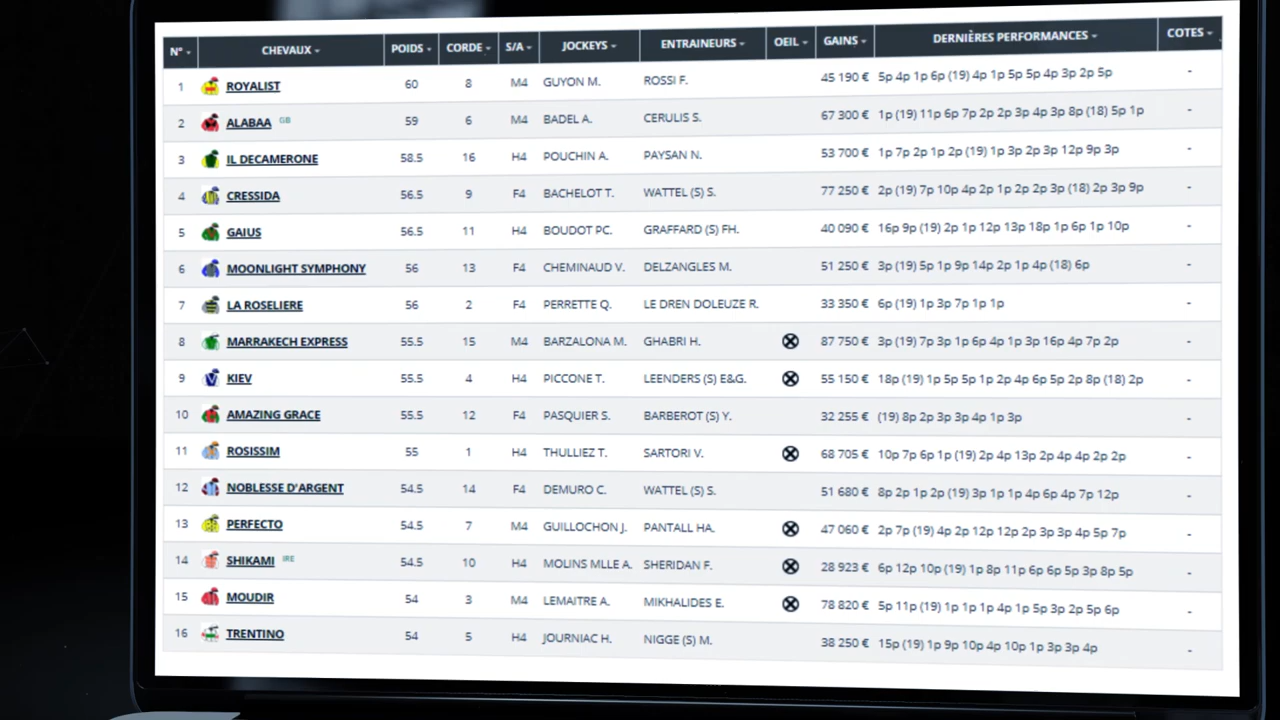 N° CHEVAUX POIDS CORDE S/A JOCKEYS ENTRAINEURS OEIL GAINS DERNIÈRES PERFORMANCES COTES
1 ROYALIST 60 8 M4 GUYON M. ROSSI F. 45 190 € 5p 4p 1p 6p (19) 4p 1p 5p 5p 4p 3p 2p 5p -
2 ALABAA GB 59 6 M4 BADEL A. CERULIS S. 67 300 € 1p (19) 11p 6p 7p 2p 2p 3p 4p 3p 8p (18) 5p 1p -
3 IL DECAMERONE 58.5 16 H4 POUCHIN A. PAYSAN N. 53 700 € 1p 7p 2p 1p 2p (19) 1p 3p 2p 3p 12p 9p 3p -
4 CRESSIDA 56.5 9 F4 BACHELOT T. WATTEL (S) S. 77 250 € 2p (19) 7p 10p 4p 2p 1p 2p 2p 3p (18) 2p 3p 9p -
5 GAIUS 56.5 11 H4 BOUDOT PC. GRAFFARD (S) FH. 40 090 € 16p 9p (19) 2p 1p 12p 13p 18p 1p 6p 1p 10p -
6 MOONLIGHT SYMPHONY 56 13 F4 CHEMINAUD V. DELZANGLES M. 51 250 € 3p (19) 5p 1p 9p 14p 2p 1p 4p (18) 6p -
7 LA ROSELIERE 56 2 F4 PERRETTE Q. LE DREN DOLEUZE R. 33 350 € 6p (19) 1p 3p 7p 1p 1p -
8 MARRAKECH EXPRESS 55.5 15 M4 BARZALONA M. GHABRI H. 87 750 € 3p (19) 7p 3p 1p 6p 4p 1p 3p 16p 4p 7p 2p -
9 KIEV 55.5 4 H4 PICCONE T. LEENDERS (S) E&G. 55 150 € 18p (19) 1p 5p 5p 1p 2p 4p 6p 5p 2p 8p (18) 2p -
10 AMAZING GRACE 55.5 12 F4 PASQUIER S. BARBEROT (S) Y. 32 255 € (19) 8p 2p 3p 3p 4p 1p 3p -
11 ROSISSIM 55 1 H4 THULLIEZ T. SARTORI V. 68 705 € 10p 7p 6p 1p (19) 2p 4p 13p 2p 4p 4p 2p 2p -
12 NOBLESSE D'ARGENT 54.5 14 F4 DEMURO C. WATTEL (S) S. 51 680 € 8p 2p 1p 2p (19) 3p 1p 1p 4p 6p 4p 7p 12p -
13 PERFECTO 54.5 7 M4 GUILLOCHON J. PANTALL HA. 47 060 € 2p 7p (19) 4p 2p 12p 12p 2p 3p 3p 4p 5p 7p -
14 SHIKAMI IRE 54.5 10 H4 MOLINS MLLE A. SHERIDAN F. 28 923 € 6p 12p 10p (19) 1p 8p 11p 6p 6p 5p 3p 8p 5p -
15 MOUDIR 54 3 M4 LEMAITRE A. MIKHALIDES E. 78 820 € 5p 11p (19) 1p 1p 1p 4p 1p 5p 3p 2p 5p 6p -
16 TRENTINO 54 5 H4 JOURNIAC H. NIGGE (S) M. 38 250 € 15p (19) 1p 9p 10p 4p 10p 1p 3p 3p 4p -